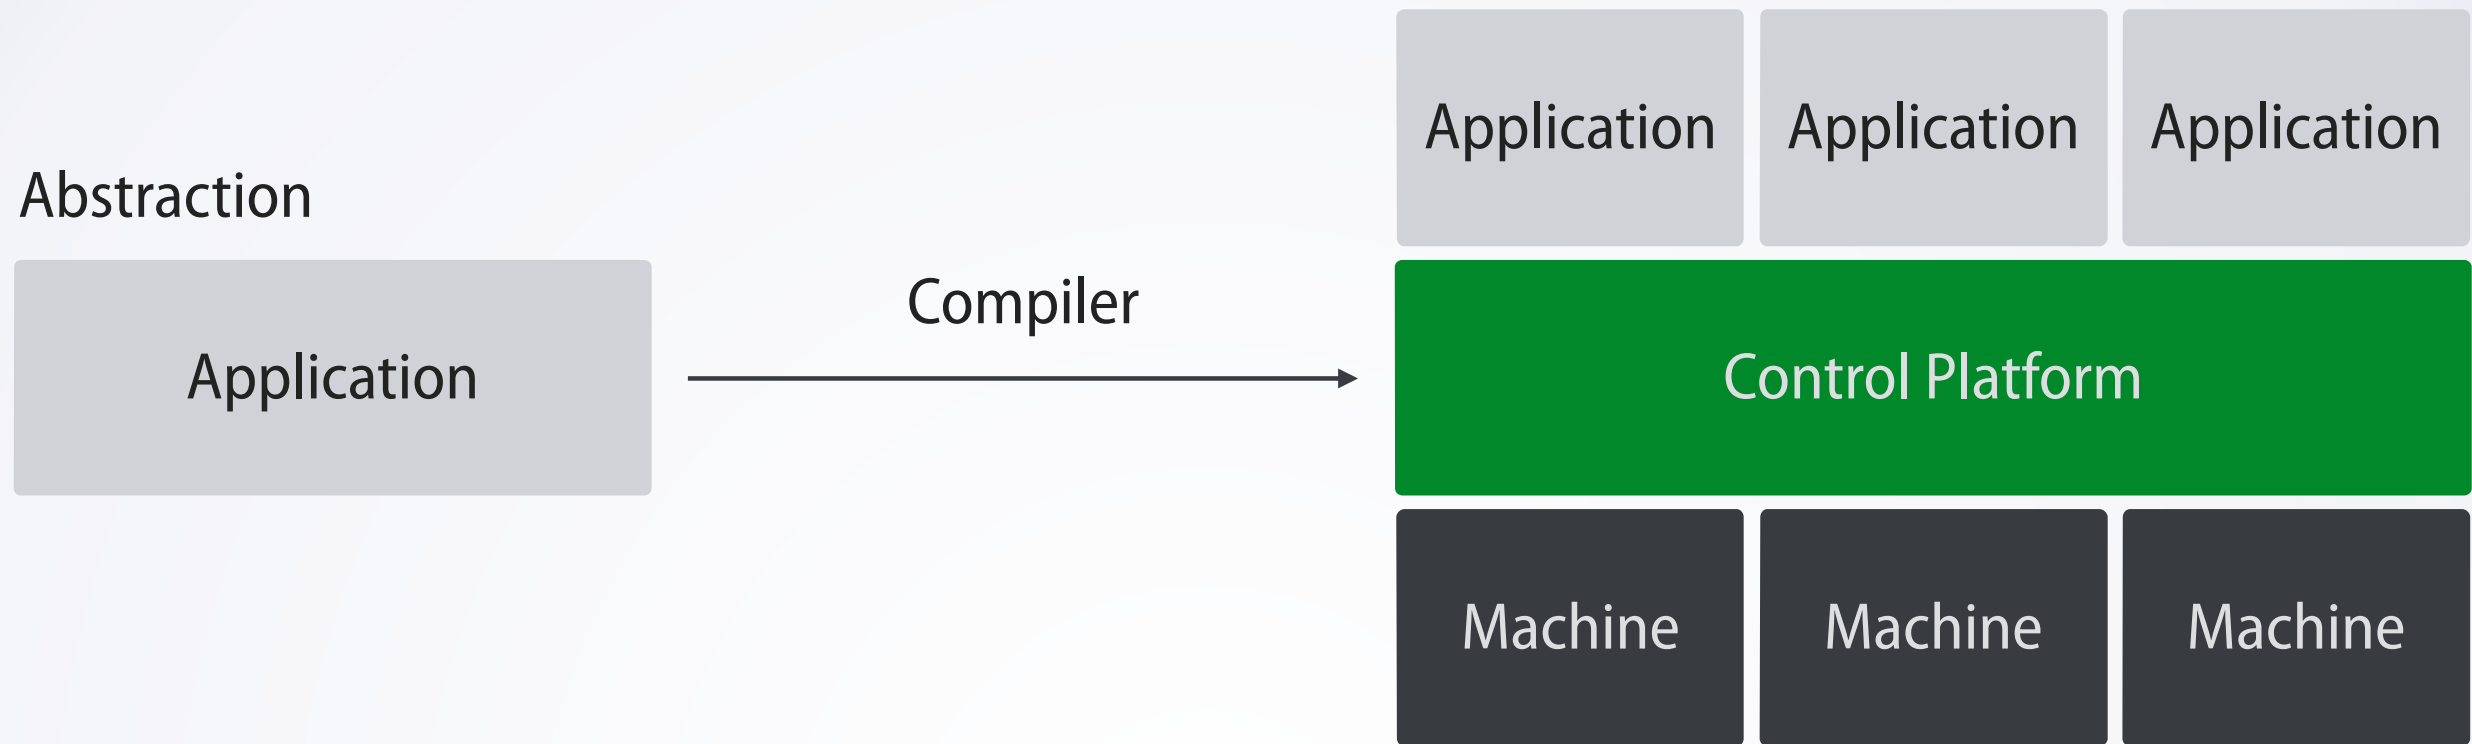 Abstraction
Application
Compiler
Application Application Application
Control Platform
Machine Machine Machine